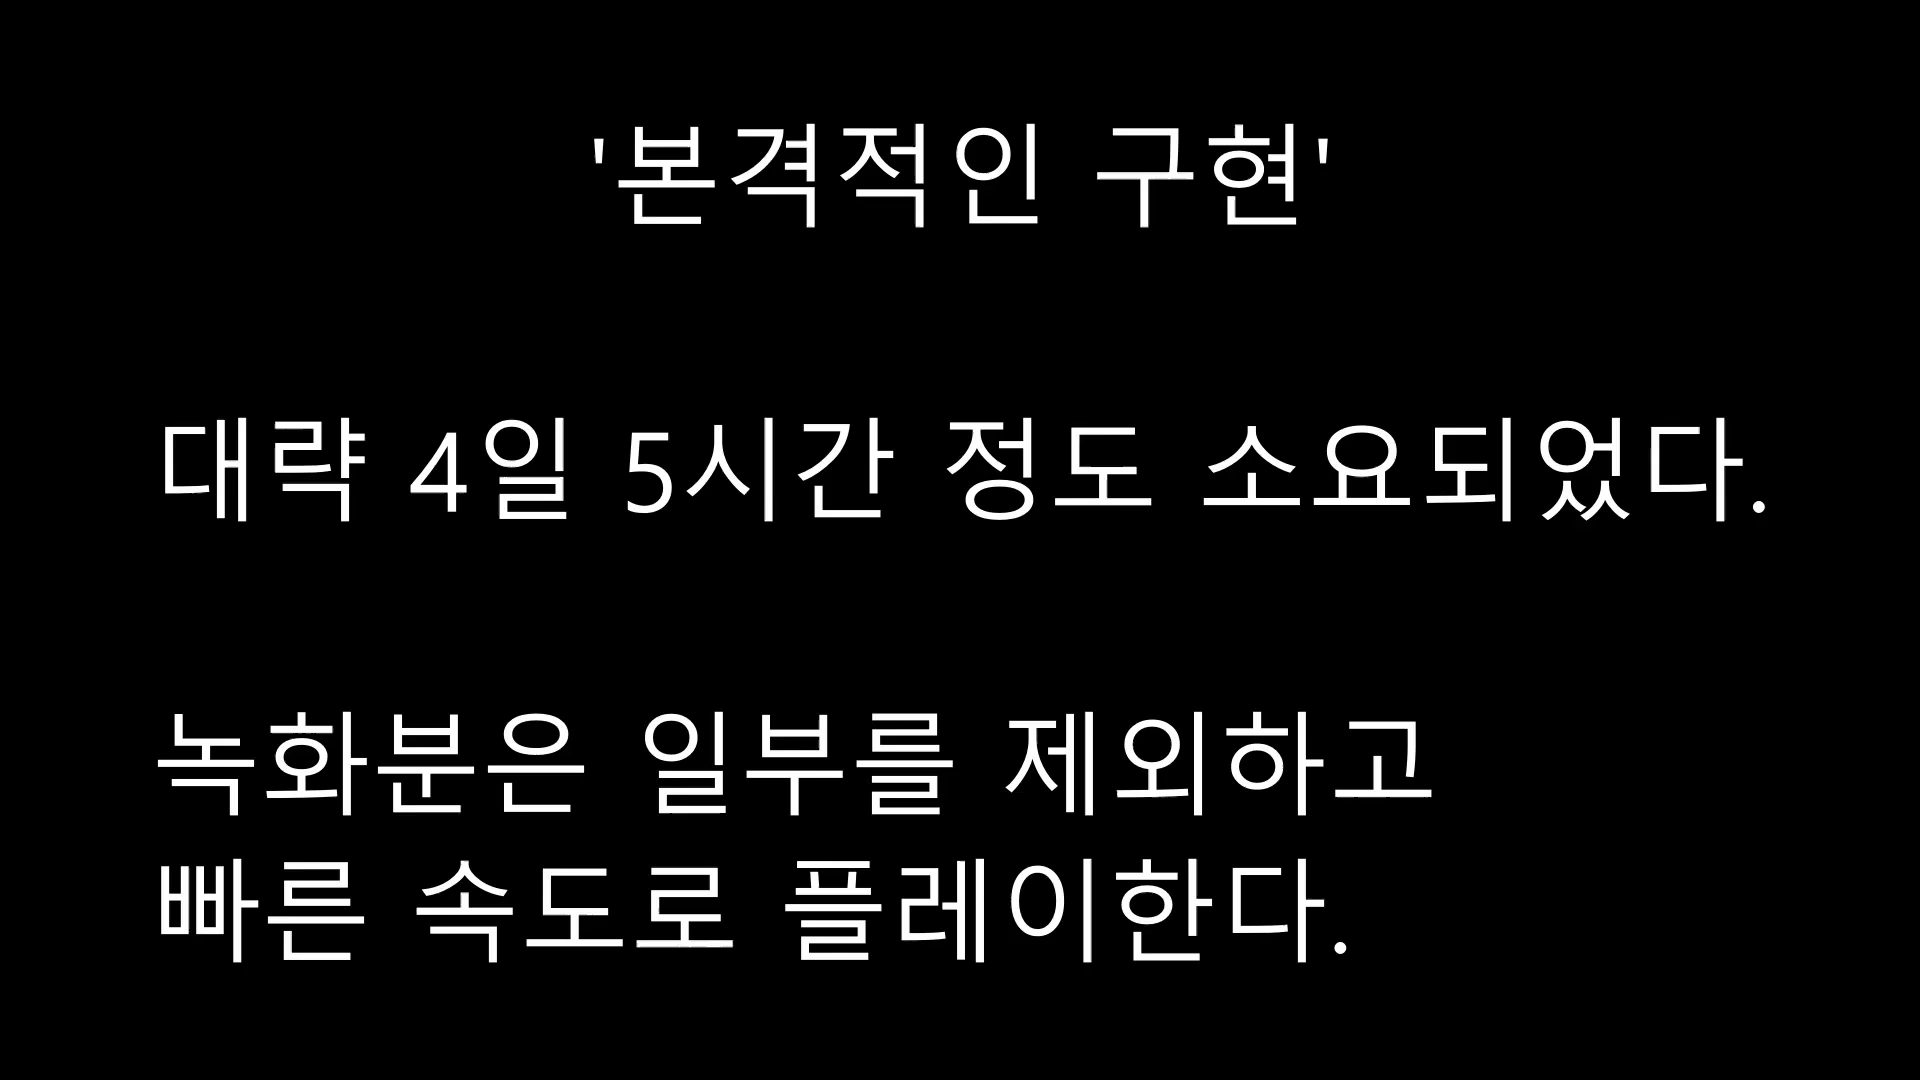 '본격적인 구현'
대략 4일 5시간 정도 소요되었다.
녹화분은 일부를 제외하고
빠른 속도로 플레이한다.